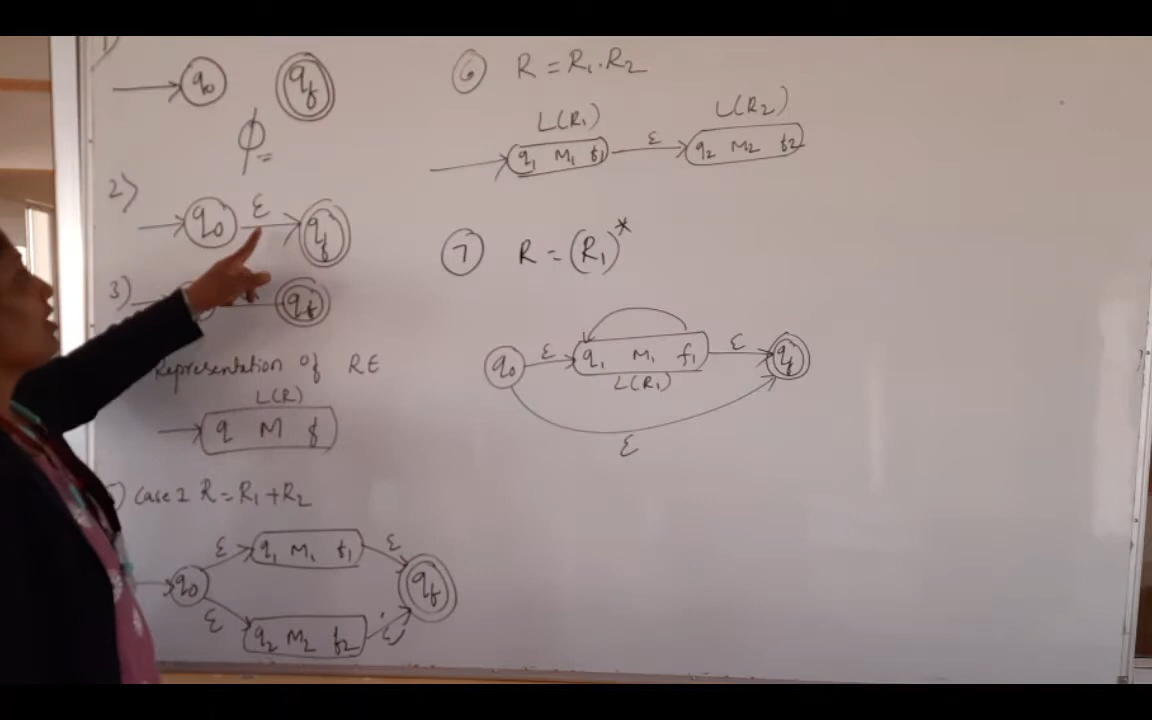 1)
q0 qf
ϕ
2)
q0 ε qf
3)
qf
Representation of RE
L(R)
q M f
Case 1 R = R1 + R2
ε q1 M1 f1 ε
q0 qf
ε q2 M2 f2 ε
6 R = R1 . R2
L(R1) L(R2)
q1 M1 f1 ε q2 M2 f2
7 R = (R1)*
q0 ε q1 M1 f1 ε qf
L(R1)
ε